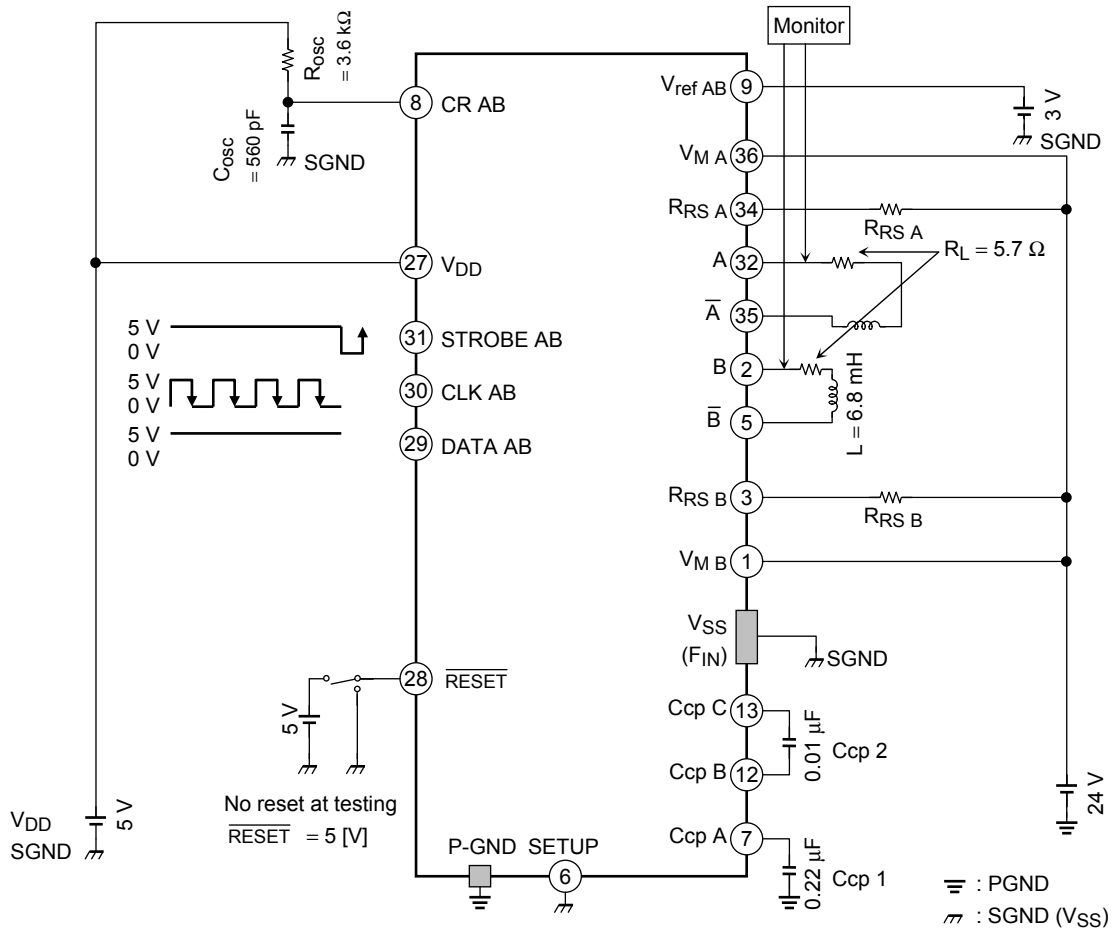 Monitor
Rosc
= 3.6 kΩ
Cosc
= 560 pF
SGND
8 CR AB
Vref AB 9
3 V
SGND
VM A 36
RRS A 34
RRS A
A 32
RL = 5.7 Ω
27 VDD
A̅ 35
5 V
0 V
31 STROBE AB
B 2
L = 6.8 mH
5 V
0 V
30 CLK AB
B̅ 5
5 V
0 V
29 DATA AB
RRS B 3
RRS B
VM B 1
VSS
(FIN)
SGND
28 R̅E̅S̅E̅T̅
5 V
Ccp C 13
0.01 µF
Ccp 2
Ccp B 12
No reset at testing
R̅E̅S̅E̅T̅ = 5 [V]
24 V
VDD
SGND
5 V
Ccp A 7
0.22 µF
Ccp 1
P-GND SETUP
6
: PGND
: SGND (VSS)